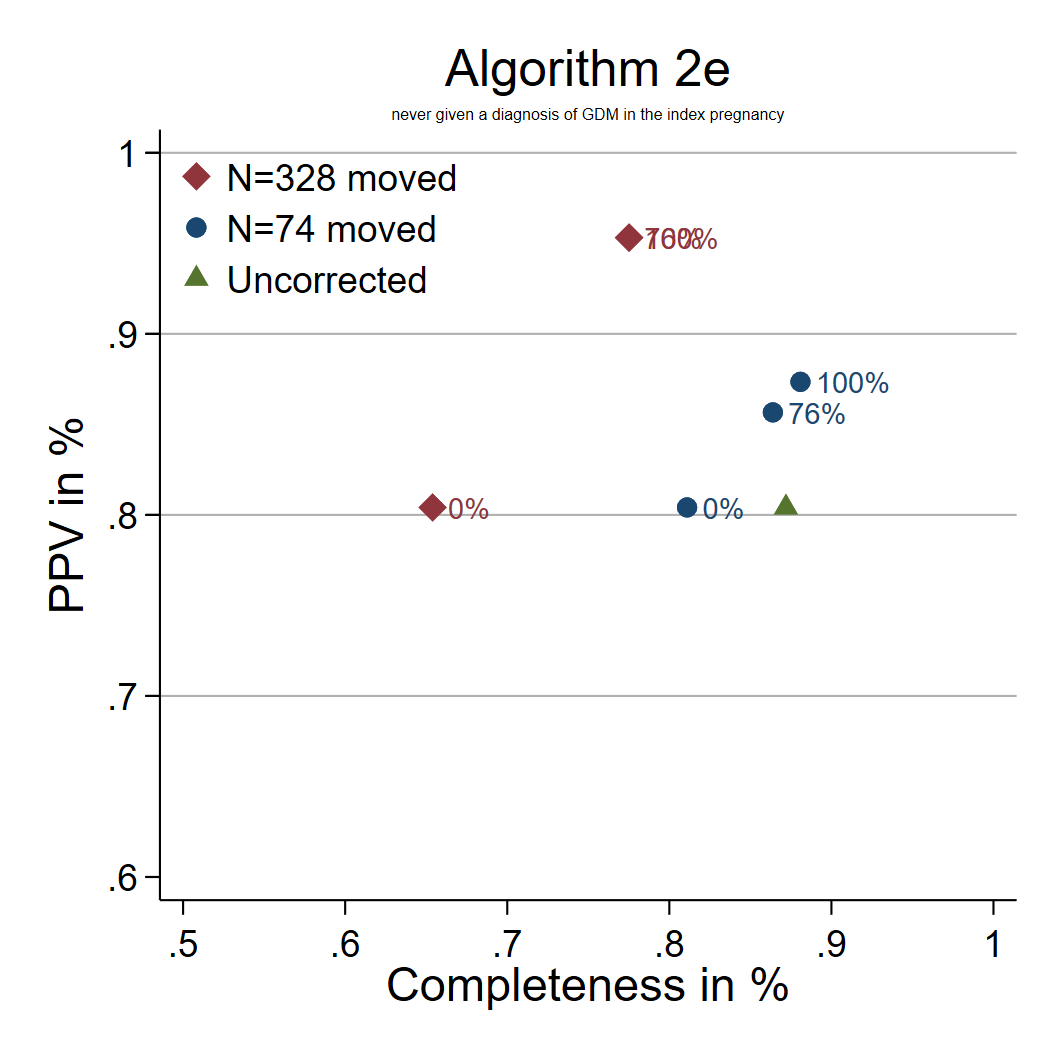 Algorithm 2e
never given a diagnosis of GDM in the index pregnancy
1
N=328 moved
N=74 moved
Uncorrected
.9
100%
76%
0%
0%
.8
.7
.6
PPV in %
.5 .6 .7 .8 .9 1
Completeness in %